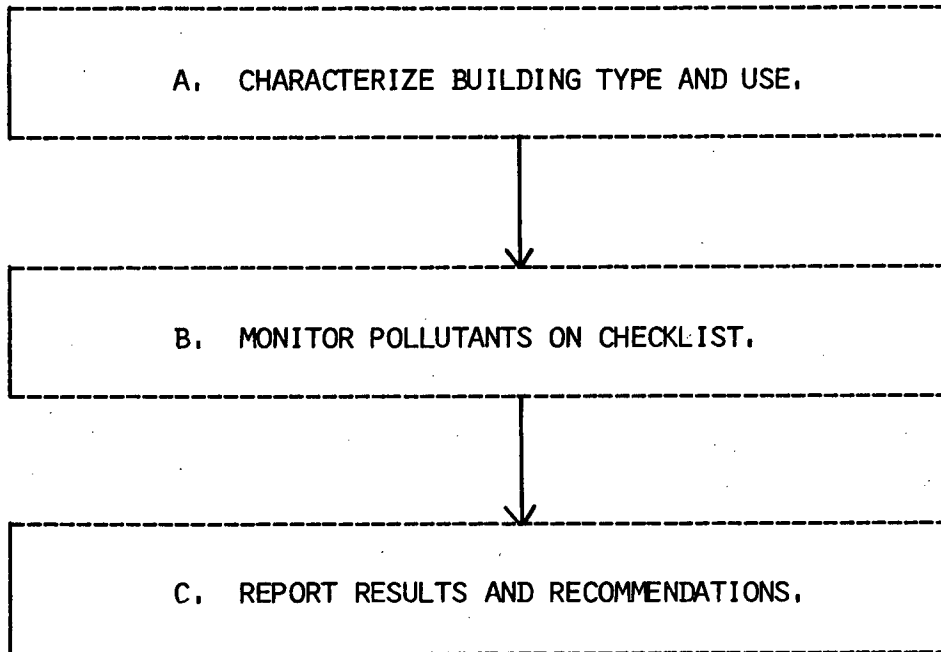 A. CHARACTERIZE BUILDING TYPE AND USE.
B. MONITOR POLLUTANTS ON CHECKLIST.
C. REPORT RESULTS AND RECOMMENDATIONS.